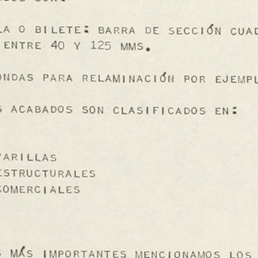 LA O BILETE: BARRA DE SECCIÓN CUAD
ENTRE 40 Y 125 MMS.
ONDAS PARA RELAMINACIÓN POR EJEMPL
S ACABADOS SON CLASIFICADOS EN:
VARILLAS
ESTRUCTURALES
COMERCIALES
S MÁS IMPORTANTES MENCIONAMOS LOS